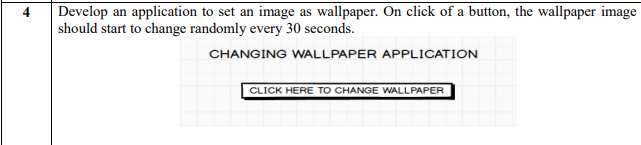 4
Develop an application to set an image as wallpaper. On click of a button, the wallpaper image
should start to change randomly every 30 seconds.
CHANGING WALLPAPER APPLICATION
CLICK HERE TO CHANGE WALLPAPER